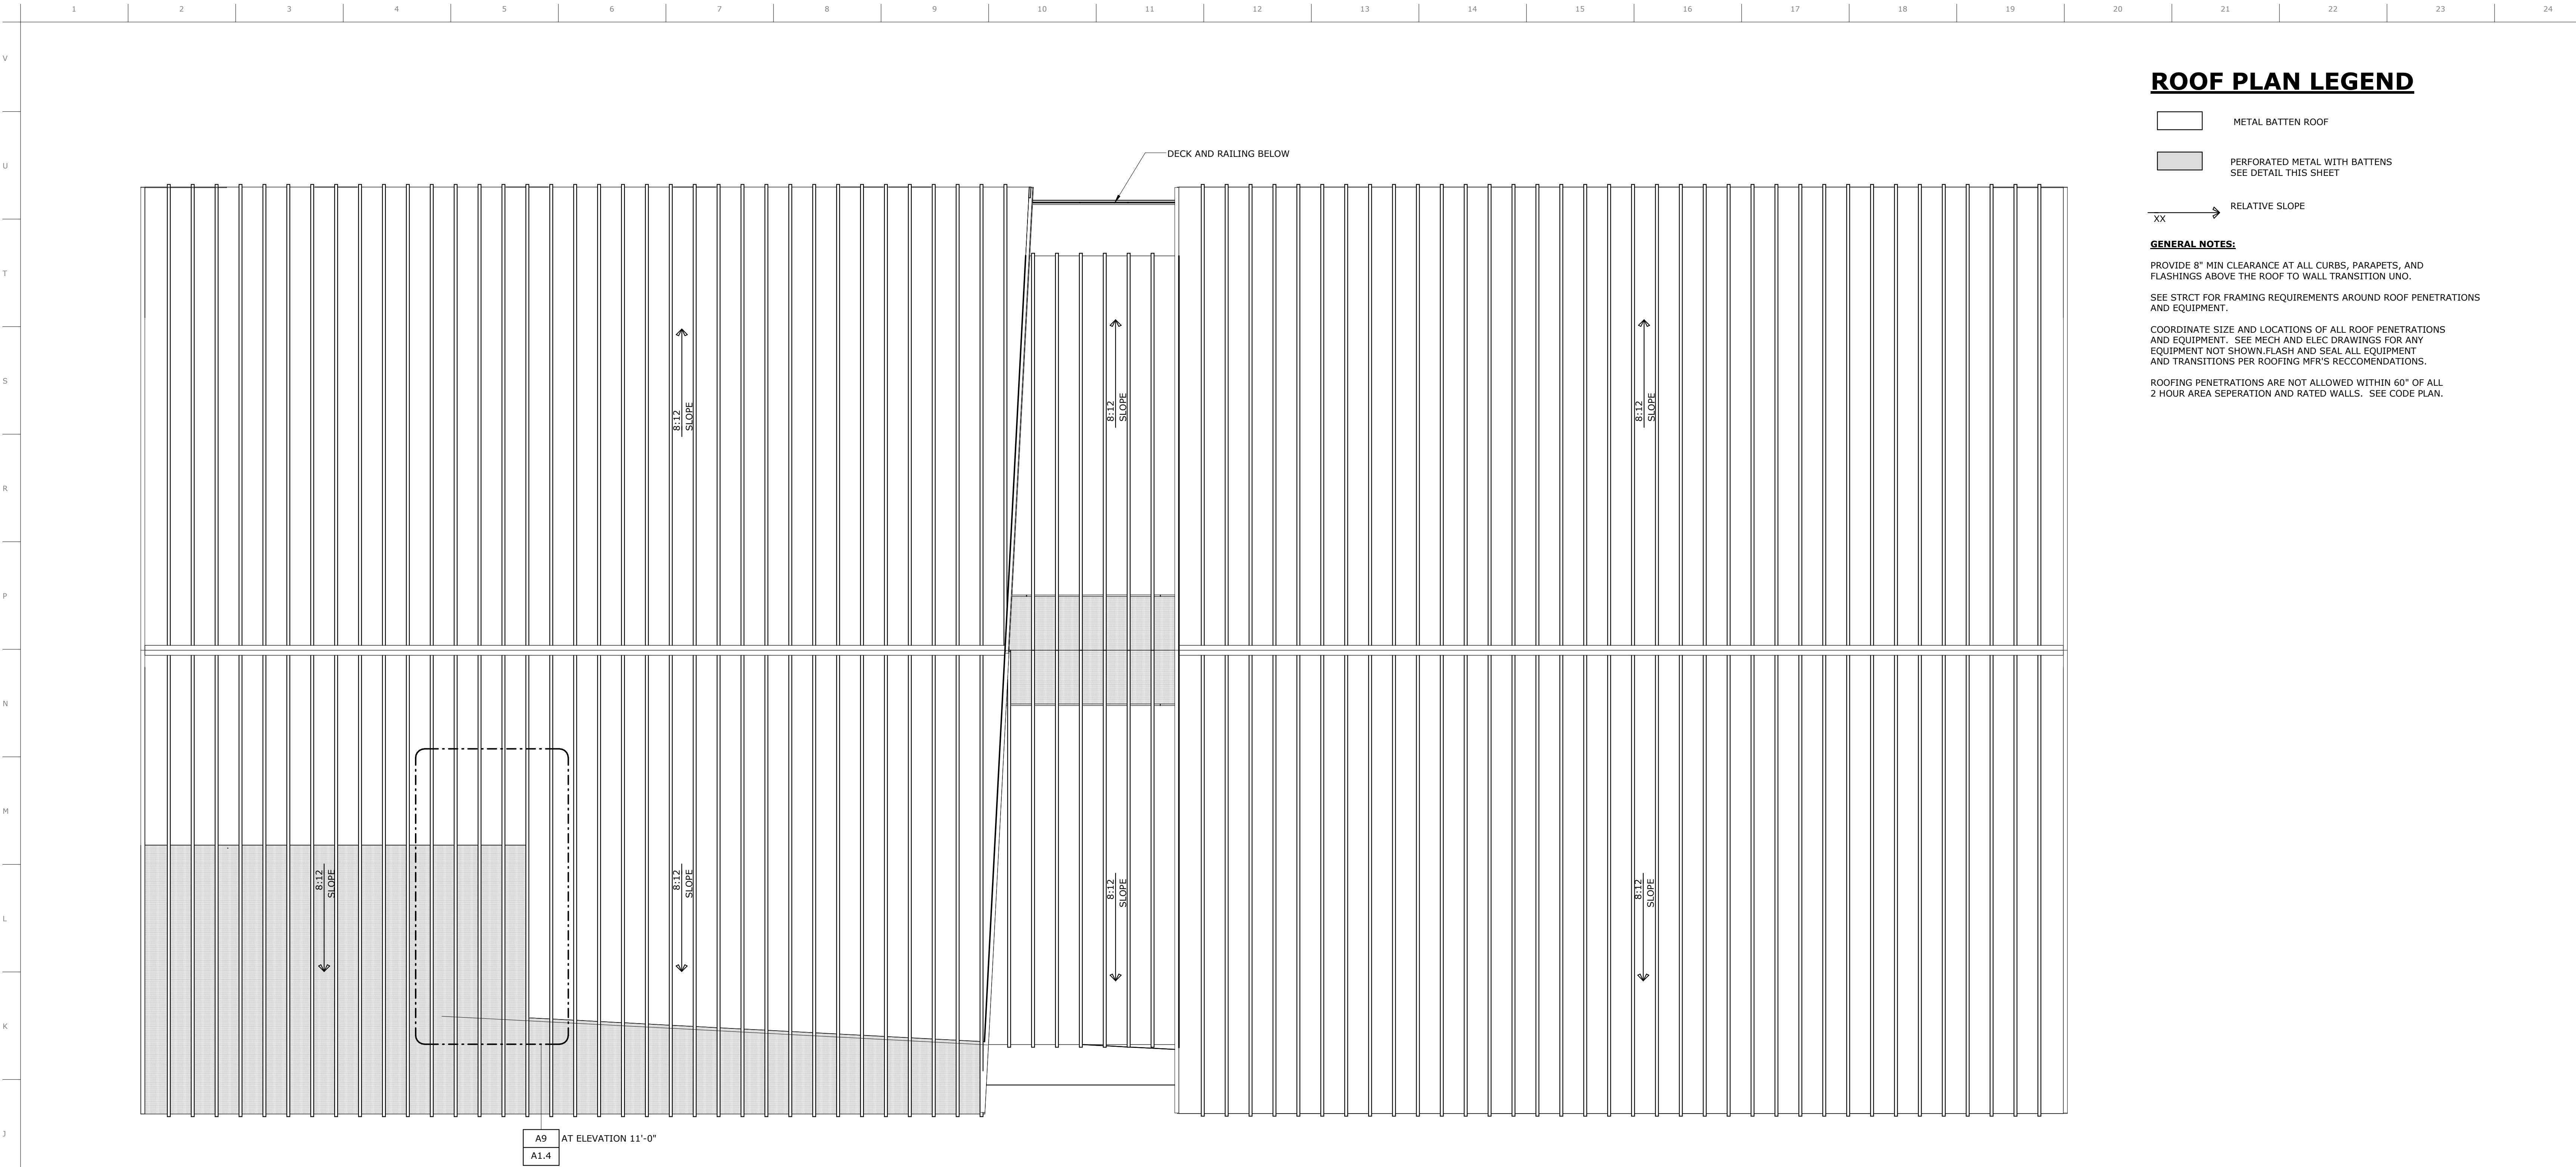 1 2 3 4 5 6 7 8 9 10 11 12 13 14 15 16 17 18 19 20 21 22 23 24
V
U
T
S
R
P
N
M
L
K
J
ROOF PLAN LEGEND
METAL BATTEN ROOF
PERFORATED METAL WITH BATTENS
SEE DETAIL THIS SHEET
RELATIVE SLOPE
XX
GENERAL NOTES:
PROVIDE 8" MIN CLEARANCE AT ALL CURBS, PARAPETS, AND
FLASHINGS ABOVE THE ROOF TO WALL TRANSITION UNO.
SEE STRCT FOR FRAMING REQUIREMENTS AROUND ROOF PENETRATIONS
AND EQUIPMENT.
COORDINATE SIZE AND LOCATIONS OF ALL ROOF PENETRATIONS
AND EQUIPMENT. SEE MECH AND ELEC DRAWINGS FOR ANY
EQUIPMENT NOT SHOWN.FLASH AND SEAL ALL EQUIPMENT
AND TRANSITIONS PER ROOFING MFR'S RECCOMENDATIONS.
ROOFING PENETRATIONS ARE NOT ALLOWED WITHIN 60" OF ALL
2 HOUR AREA SEPERATION AND RATED WALLS. SEE CODE PLAN.
DECK AND RAILING BELOW
8:12
SLOPE
8:12
SLOPE
8:12
SLOPE
8:12
SLOPE
8:12
SLOPE
8:12
SLOPE
8:12
SLOPE
A9 AT ELEVATION 11'-0"
A1.4